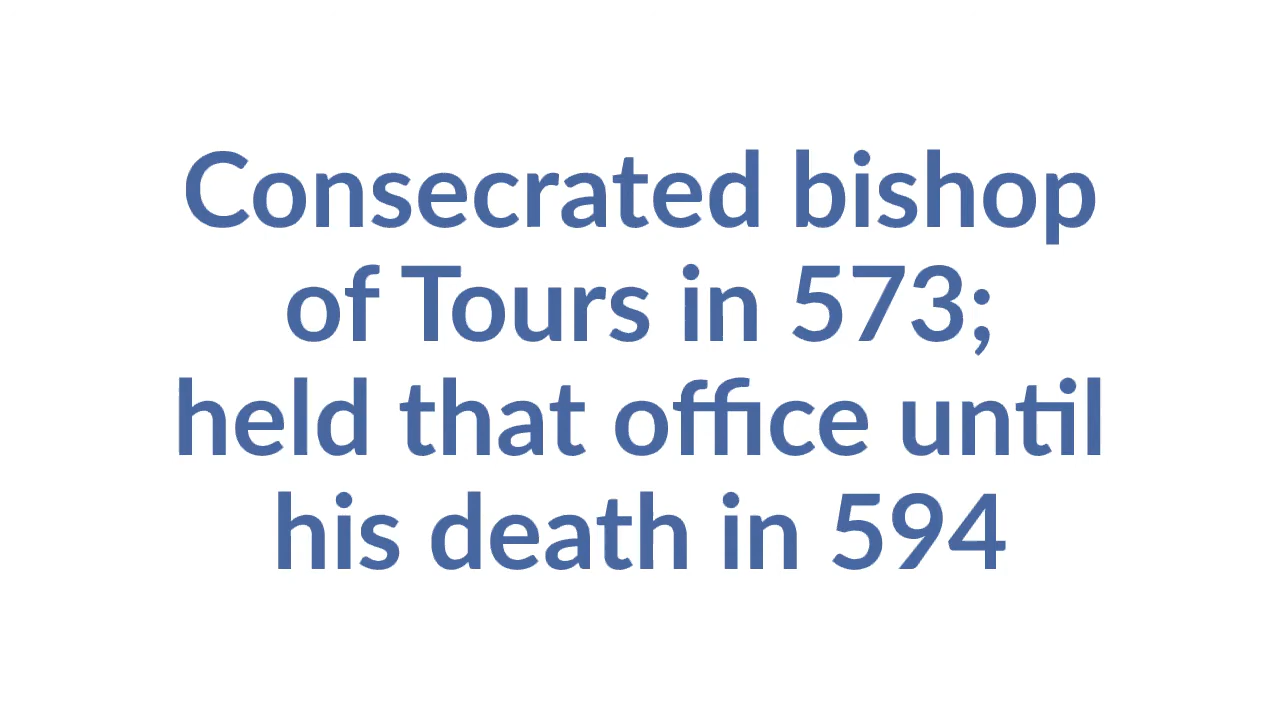 Consecrated bishop
of Tours in 573;
held that office until
his death in 594